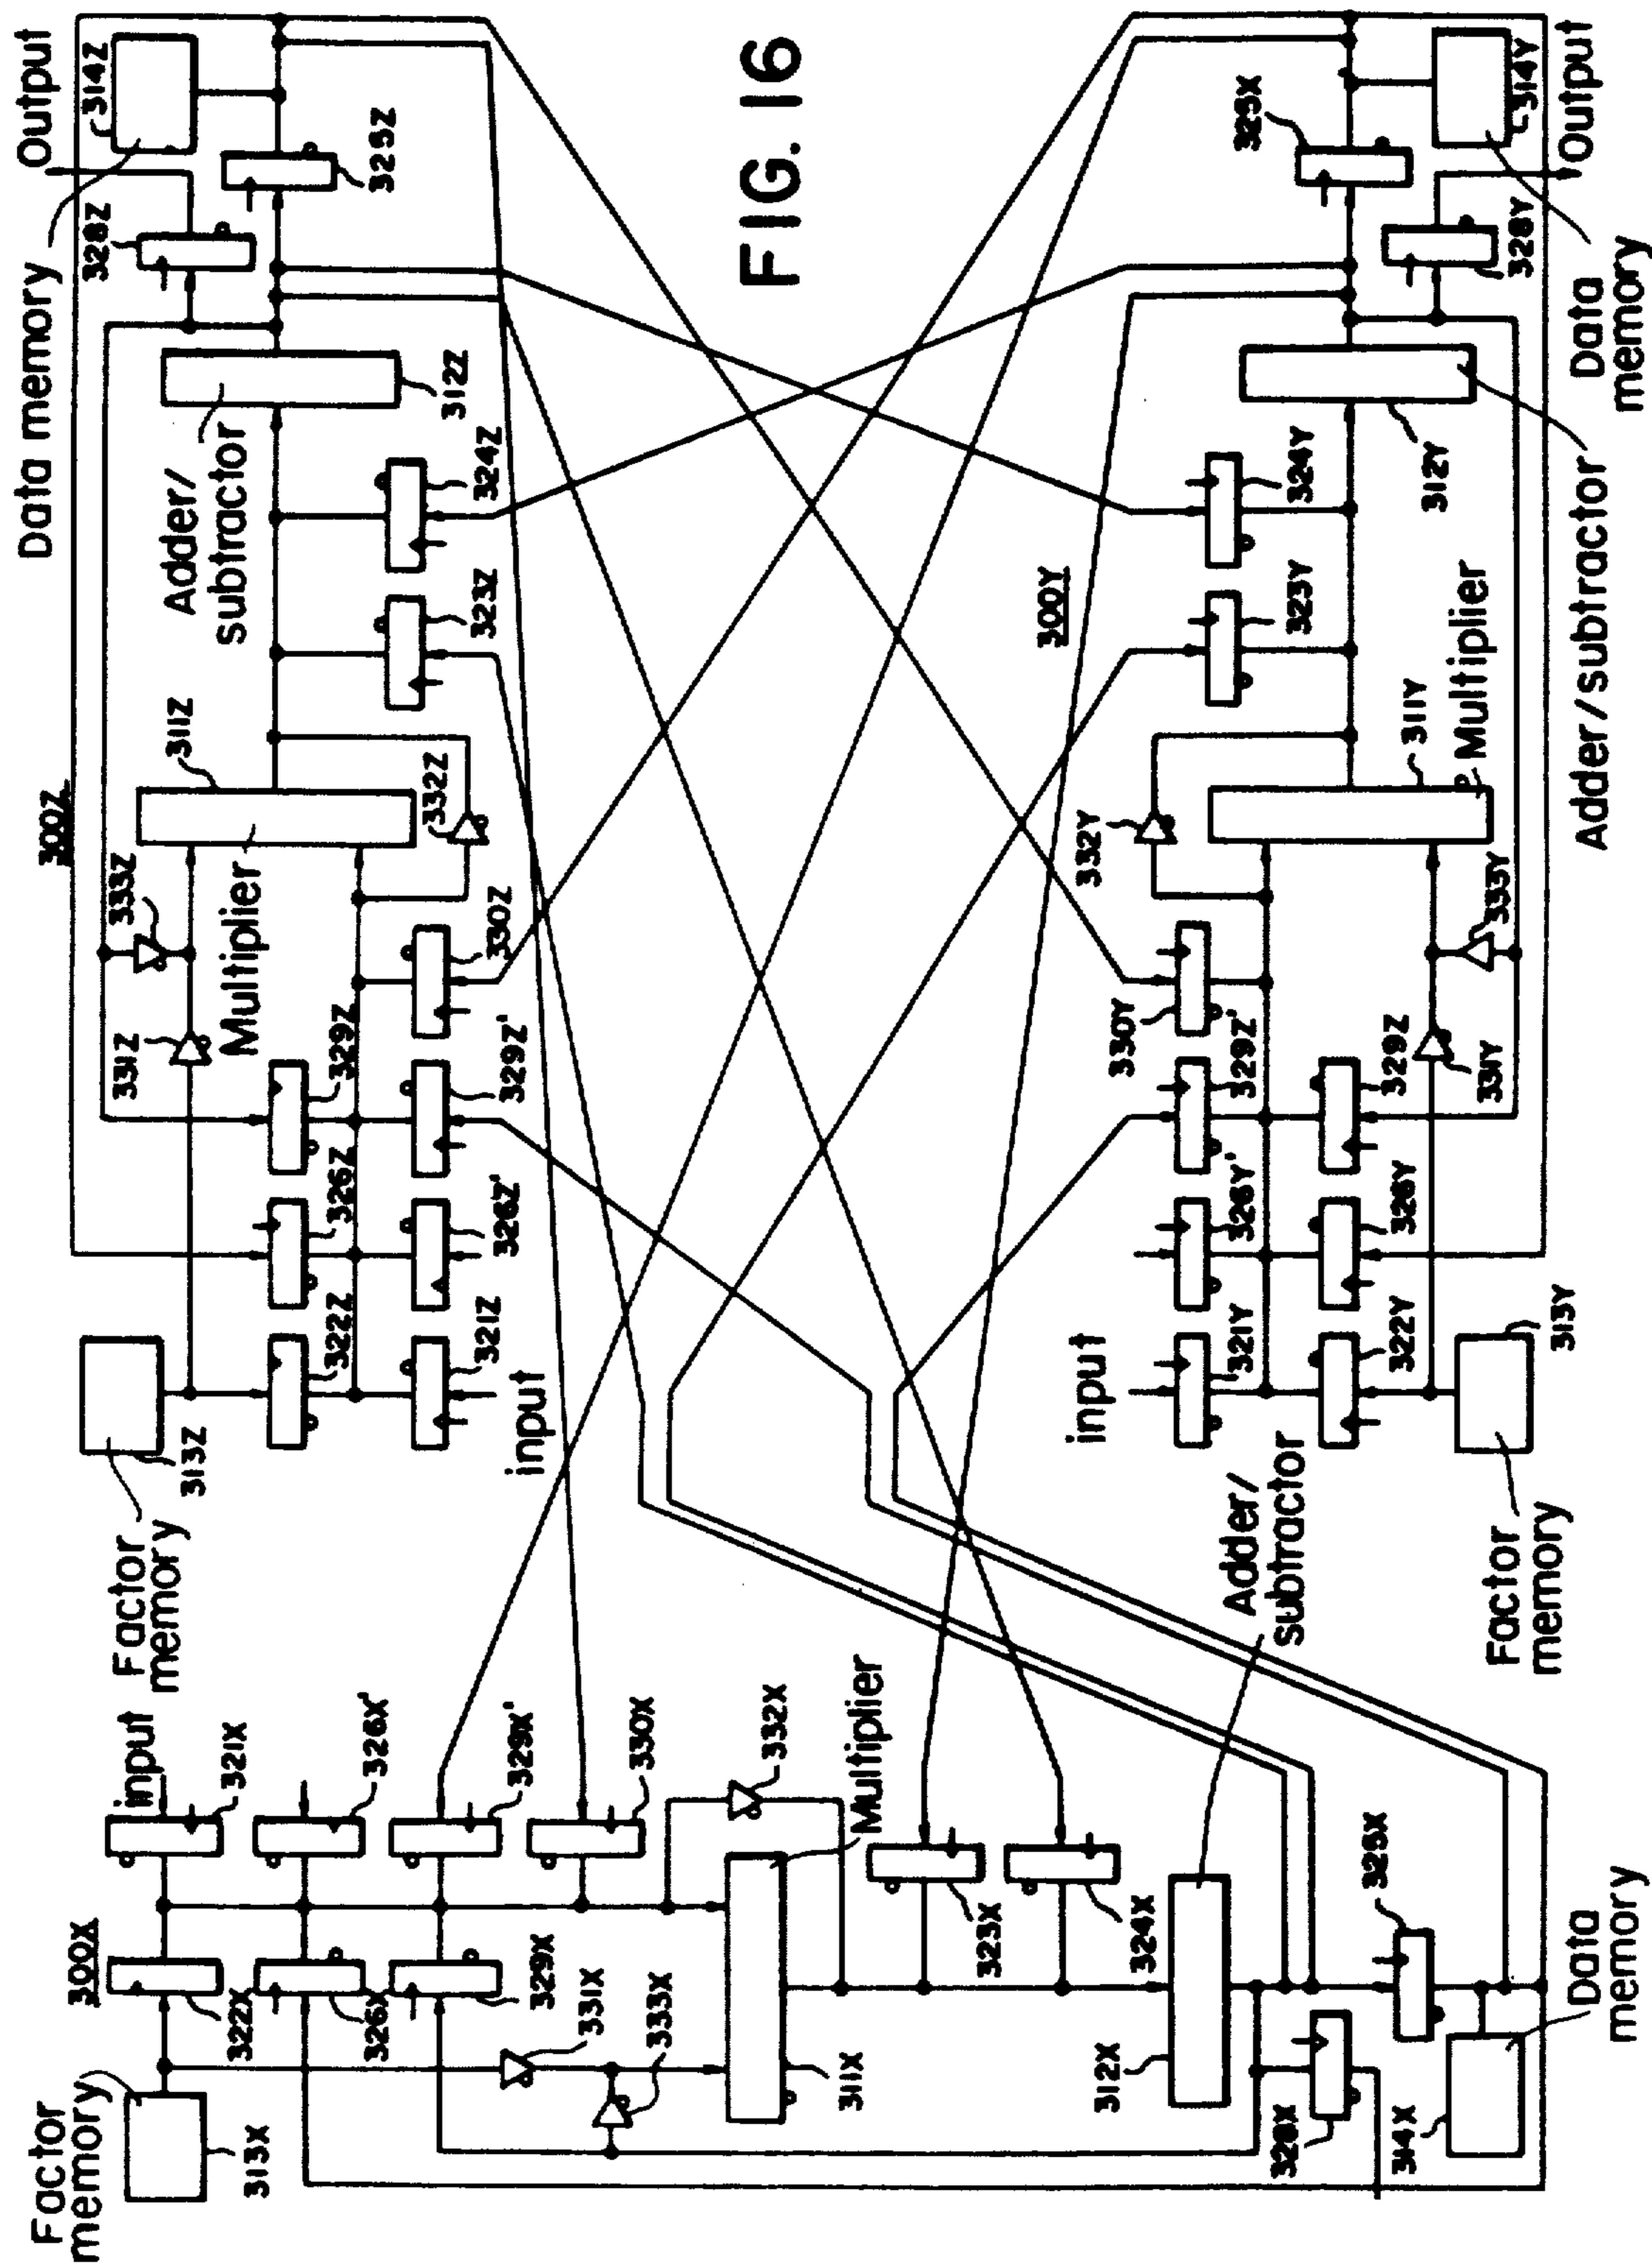 FIG. 16
300X
Factor
memory
313X
322X
326X
329X
input
321X
326X'
329X'
330X
331X
333X
332X
311X
Multiplier
323X
324X
312X
Adder/
subtractor
328X
325X
314X
Data
memory
300Z
Factor
memory
313Z
322Z
326Z
329Z
321Z
326Z'
329Z'
330Z
input
331Z
333Z
332Z
311Z
Multiplier
323Z
324Z
Adder/
subtractor
312Z
328Z
325Z
314Z
Data memory
Output
300Y
input
321Y
326Y'
329Z'
330Y
322Y
326Y
329Z
313Y
Factor
memory
331Y
333Y
332Y
311Y
Multiplier
323Y
324Y
312Y
Adder/subtractor
325X
328Y
314Y
Data
memory
Output